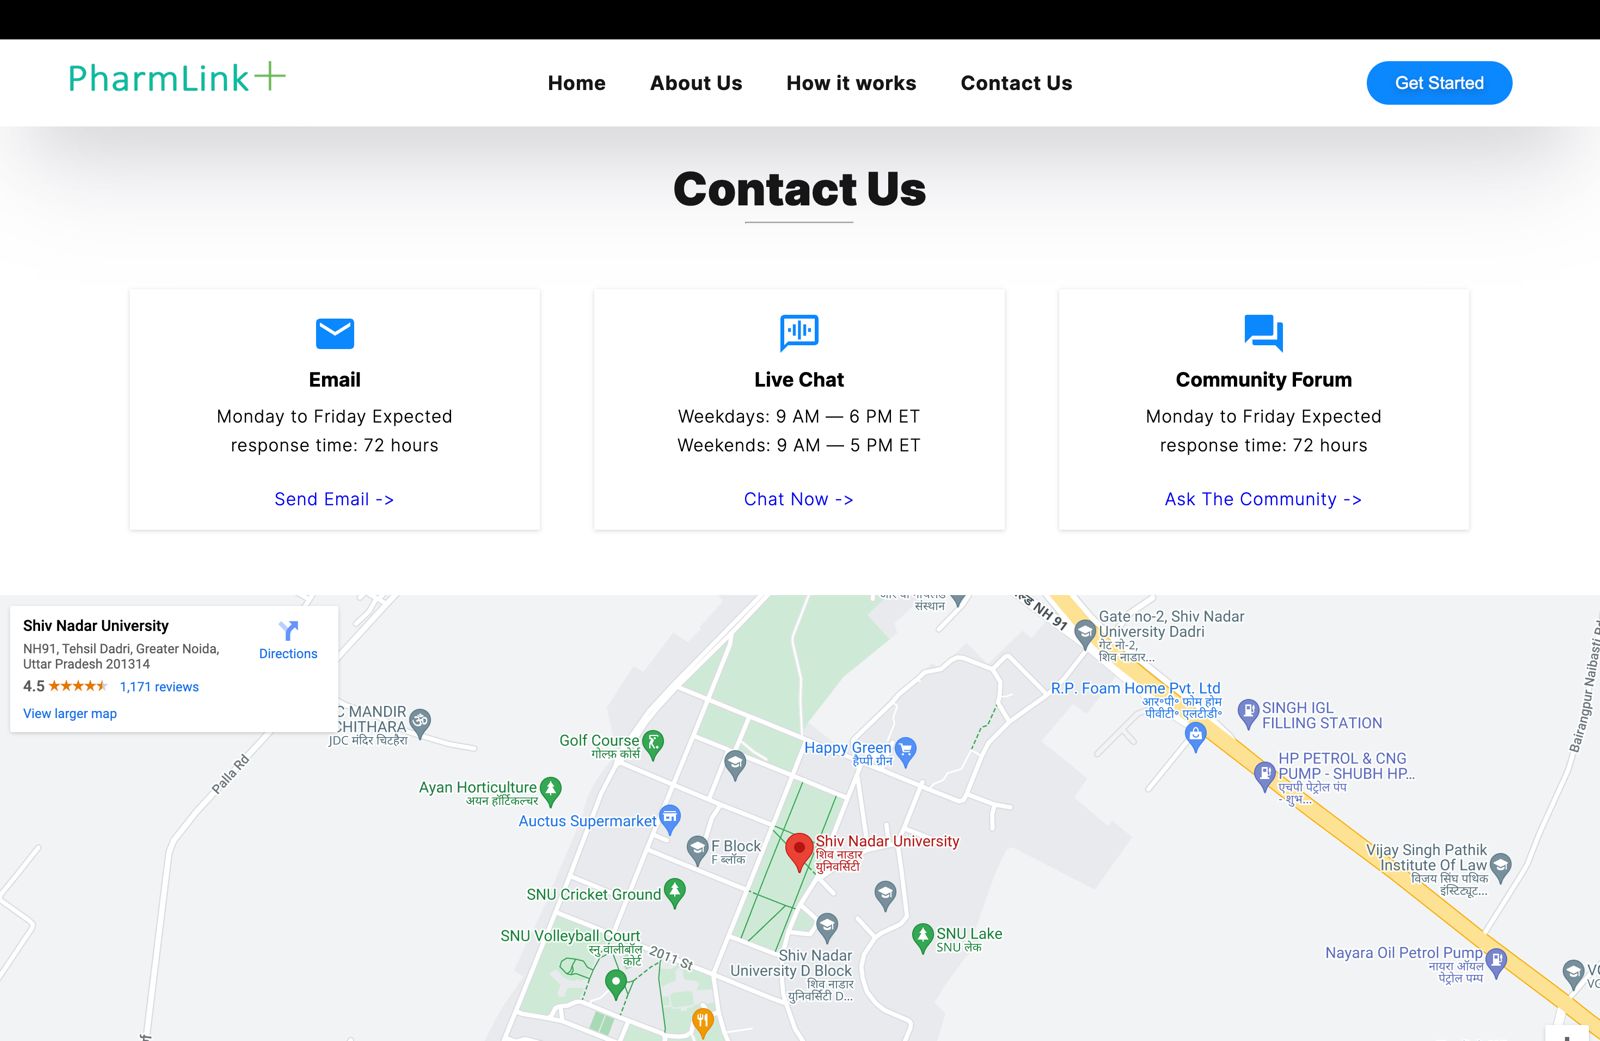 PharmLink+
Home
About Us
How it works
Contact Us
Get Started
Contact Us
Email
Monday to Friday Expected
response time: 72 hours
Send Email ->
Live Chat
Weekdays: 9 AM — 6 PM ET
Weekends: 9 AM — 5 PM ET
Chat Now ->
Community Forum
Monday to Friday Expected
response time: 72 hours
Ask The Community ->
Shiv Nadar University
NH91, Tehsil Dadri, Greater Noida,
Uttar Pradesh 201314
4.5
1,171 reviews
View larger map
Directions
संस्थान
NH 91
Gate no-2, Shiv Nadar
University Dadri
गेट नो-2,
शिव नाडार...
R.P. Foam Home Pvt. Ltd
आर॰पी॰ फोम होम
पीवीटी॰ एलटीडी॰
SINGH IGL
FILLING STATION
Bairangpur Naibasti Rd
C MANDIR
CHITHARA
JDC मंदिर चिटहैरा
Golf Course
गोल्फ़ कोर्स
Happy Green
हैप्पी ग्रीन
HP PETROL & CNG
PUMP - SHUBH HP...
एचपी पेट्रोल पंप
- शुभ...
Palla Rd
Ayan Horticulture
अयन हॉर्टिकल्चर
Auctus Supermarket
F Block
F ब्लॉक
Shiv Nadar University
शिव नाडार
युनिवर्सिटी
Vijay Singh Pathik
Institute Of Law
विजय सिंघ पथिक
इंस्टिट्यूट...
SNU Cricket Ground
SNU Volleyball Court
स्नु वालीबॉल
कोर्ट
2011 St
SNU Lake
SNU लेक
Shiv Nadar
University D Block
शिव नाडार
युनिवर्सिटी D...
Nayara Oil Petrol Pump
नायरा ऑयल
पेट्रोल पम्प